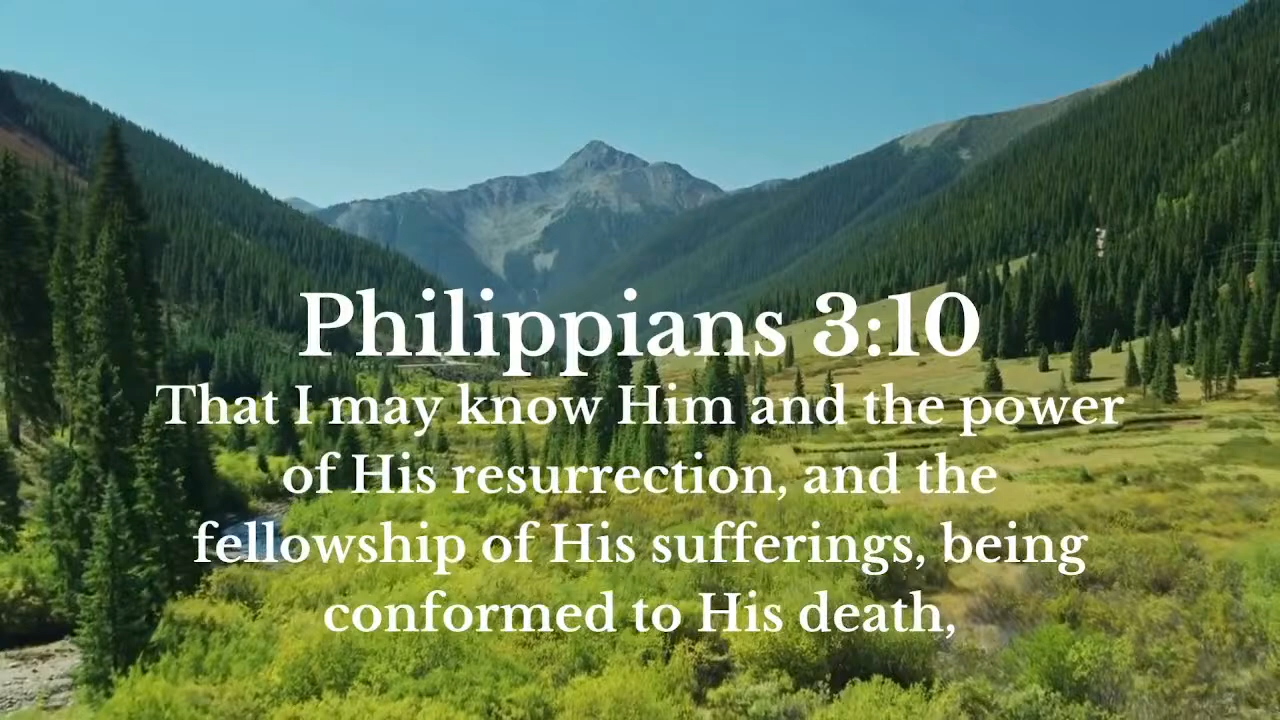 Philippians 3:10
That I may know Him and the power
of His resurrection, and the
fellowship of His sufferings, being
conformed to His death,